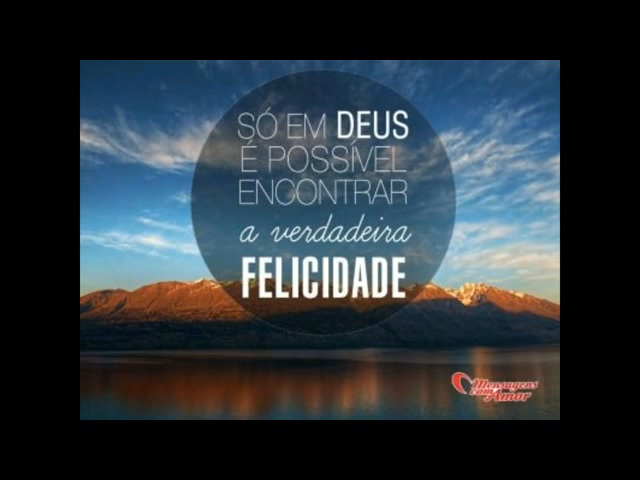 SÓ EM DEUS
É POSSÍVEL
ENCONTRAR
a verdadeira
FELICIDADE
Mensagens
com Amor